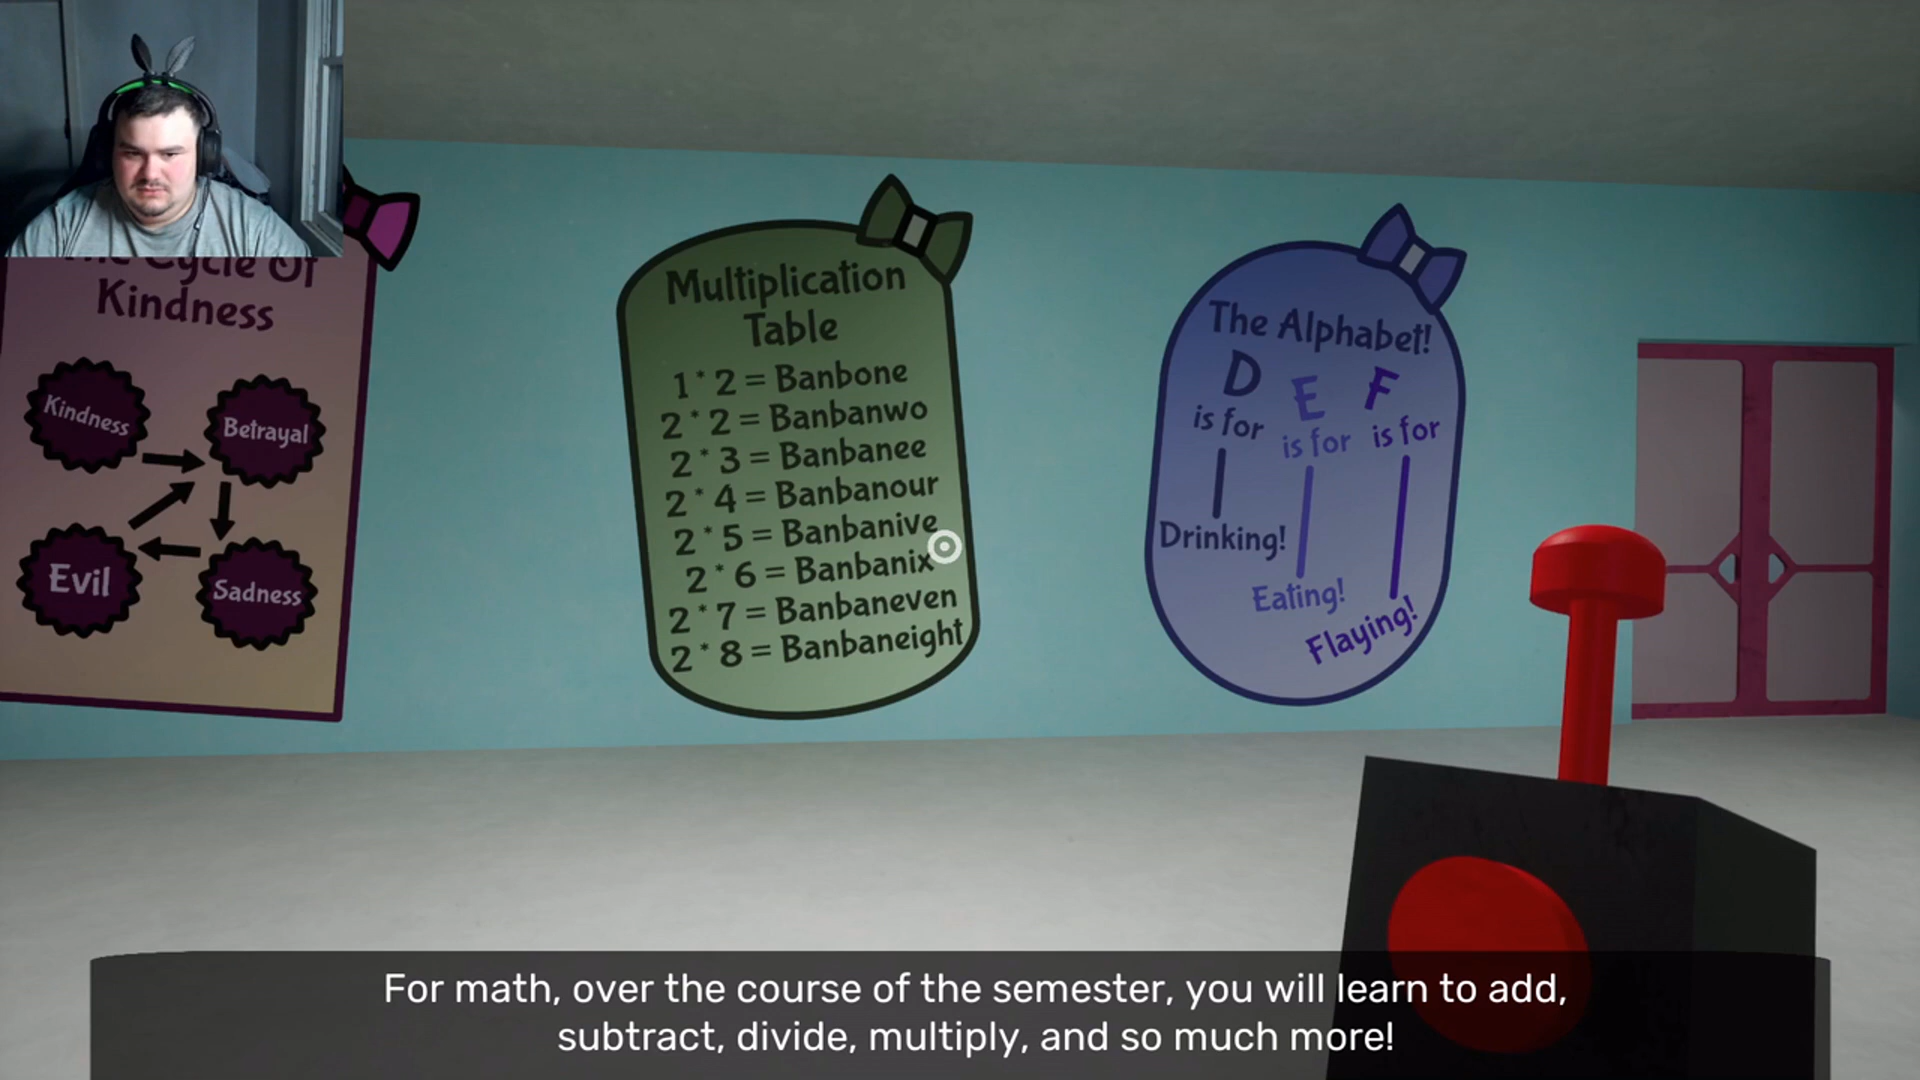 The Cycle Of
Kindness
Kindness
Betrayal
Evil
Sadness
Multiplication
Table
1 * 2 = Banbone
2 * 2 = Banbanwo
2 * 3 = Banbanee
2 * 4 = Banbanour
2 * 5 = Banbanive
2 * 6 = Banbanix
2 * 7 = Banbaneven
2 * 8 = Banbaneight
The Alphabet!
D
is for
Drinking!
E
is for
Eating!
F
is for
Flaying!
For math, over the course of the semester, you will learn to add,
subtract, divide, multiply, and so much more!